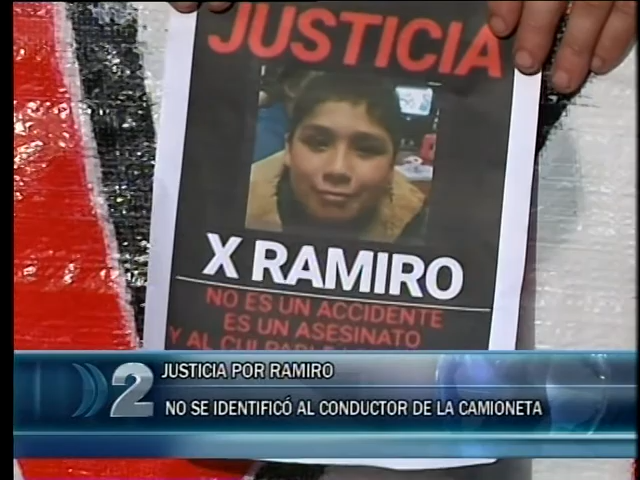 JUSTICIA
X RAMIRO
NO ES UN ACCIDENTE
ES UN ASESINATO
Y AL
2
JUSTICIA POR RAMIRO
NO SE IDENTIFICÓ AL CONDUCTOR DE LA CAMIONETA